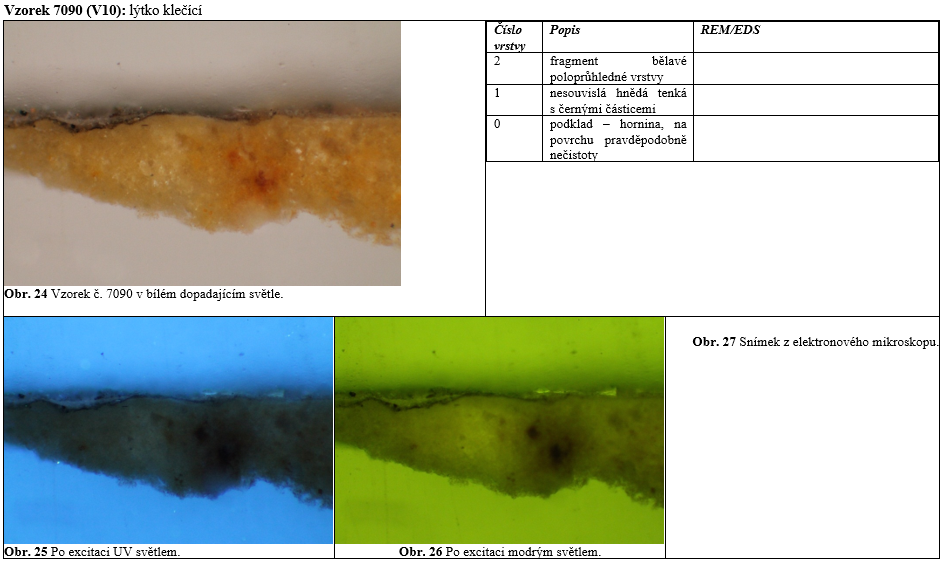 Vzorek 7090 (V10): lýtko klečící
Číslo vrstvy
Popis
REM/EDS
2
fragment bělavé
poloprůhledné vrstvy
1
nesouvislá hnědá tenká
s černými částicemi
0
podklad – hornina, na
povrchu pravděpodobně
nečistoty
Obr. 24 Vzorek č. 7090 v bílém dopadajícím světle.
Obr. 27 Snímek z elektronového mikroskopu.
Obr. 25 Po excitaci UV světlem.
Obr. 26 Po excitaci modrým světlem.